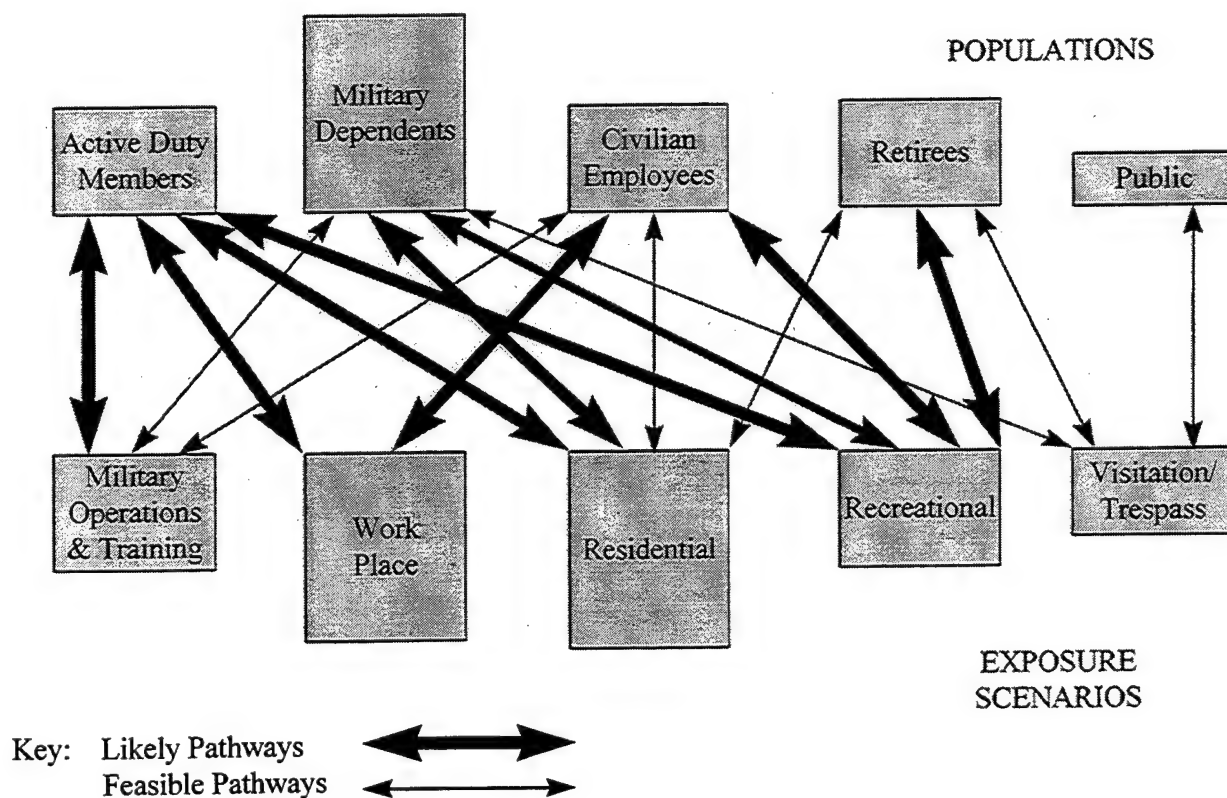 POPULATIONS
Active Duty
Members
Military
Dependents
Civilian
Employees
Retirees
Public
Military
Operations
& Training
Work
Place
Residential
Recreational
Visitation/
Trespass
EXPOSURE
SCENARIOS
Key: Likely Pathways
Feasible Pathways